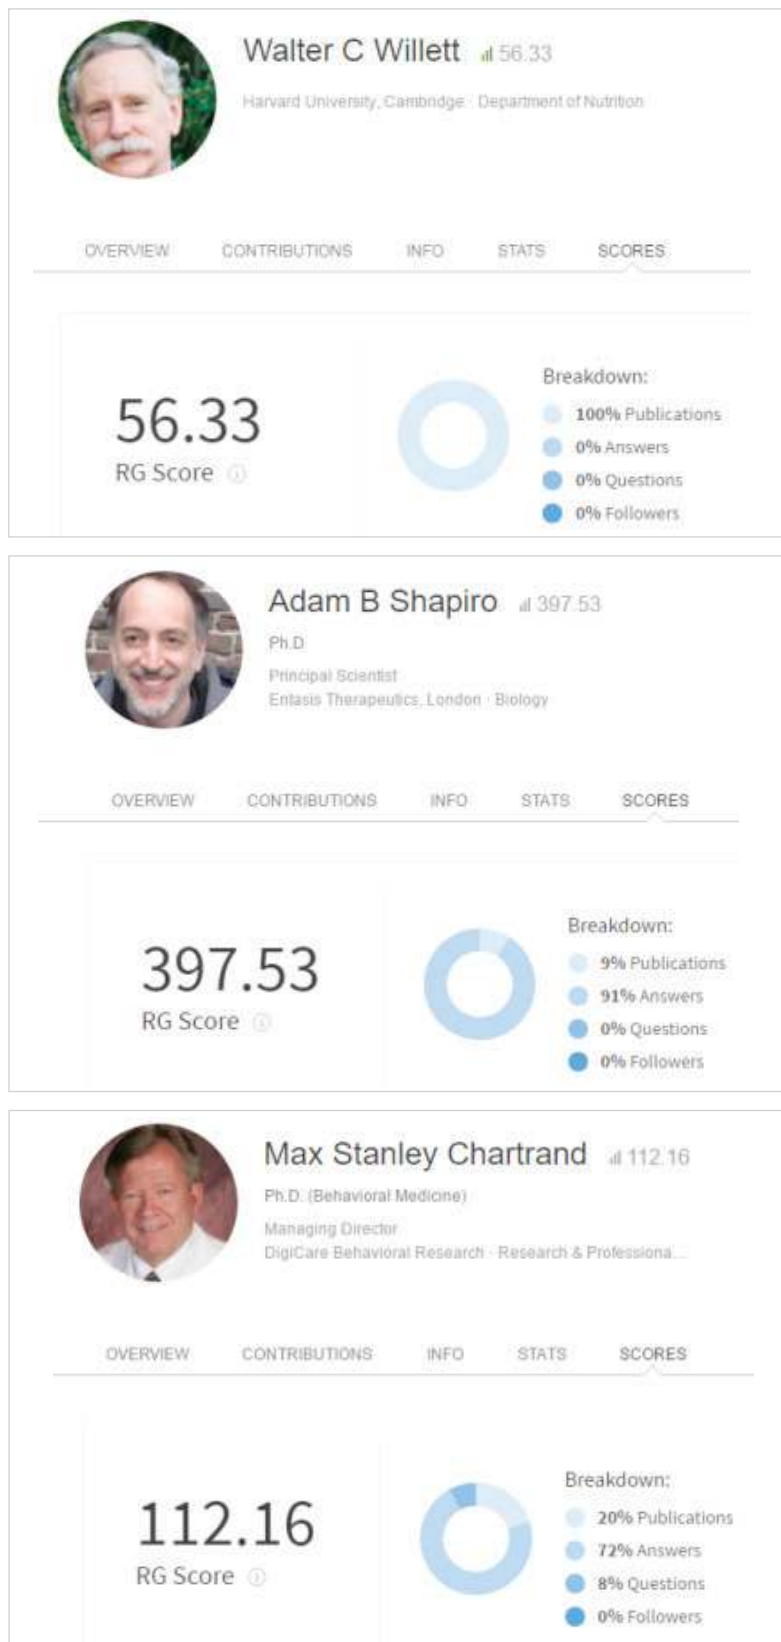 Walter C Willett 56.33
Harvard University, Cambridge · Department of Nutrition
OVERVIEW CONTRIBUTIONS INFO STATS SCORES
56.33
RG Score
Breakdown:
100% Publications
0% Answers
0% Questions
0% Followers
Adam B Shapiro 397.53
Ph.D
Principal Scientist
Entasis Therapeutics, London · Biology
OVERVIEW CONTRIBUTIONS INFO STATS SCORES
397.53
RG Score
Breakdown:
9% Publications
91% Answers
0% Questions
0% Followers
Max Stanley Chartrand 112.16
Ph.D. (Behavioral Medicine)
Managing Director
DigiCare Behavioral Research · Research & Professiona...
OVERVIEW CONTRIBUTIONS INFO STATS SCORES
112.16
RG Score
Breakdown:
20% Publications
72% Answers
8% Questions
0% Followers